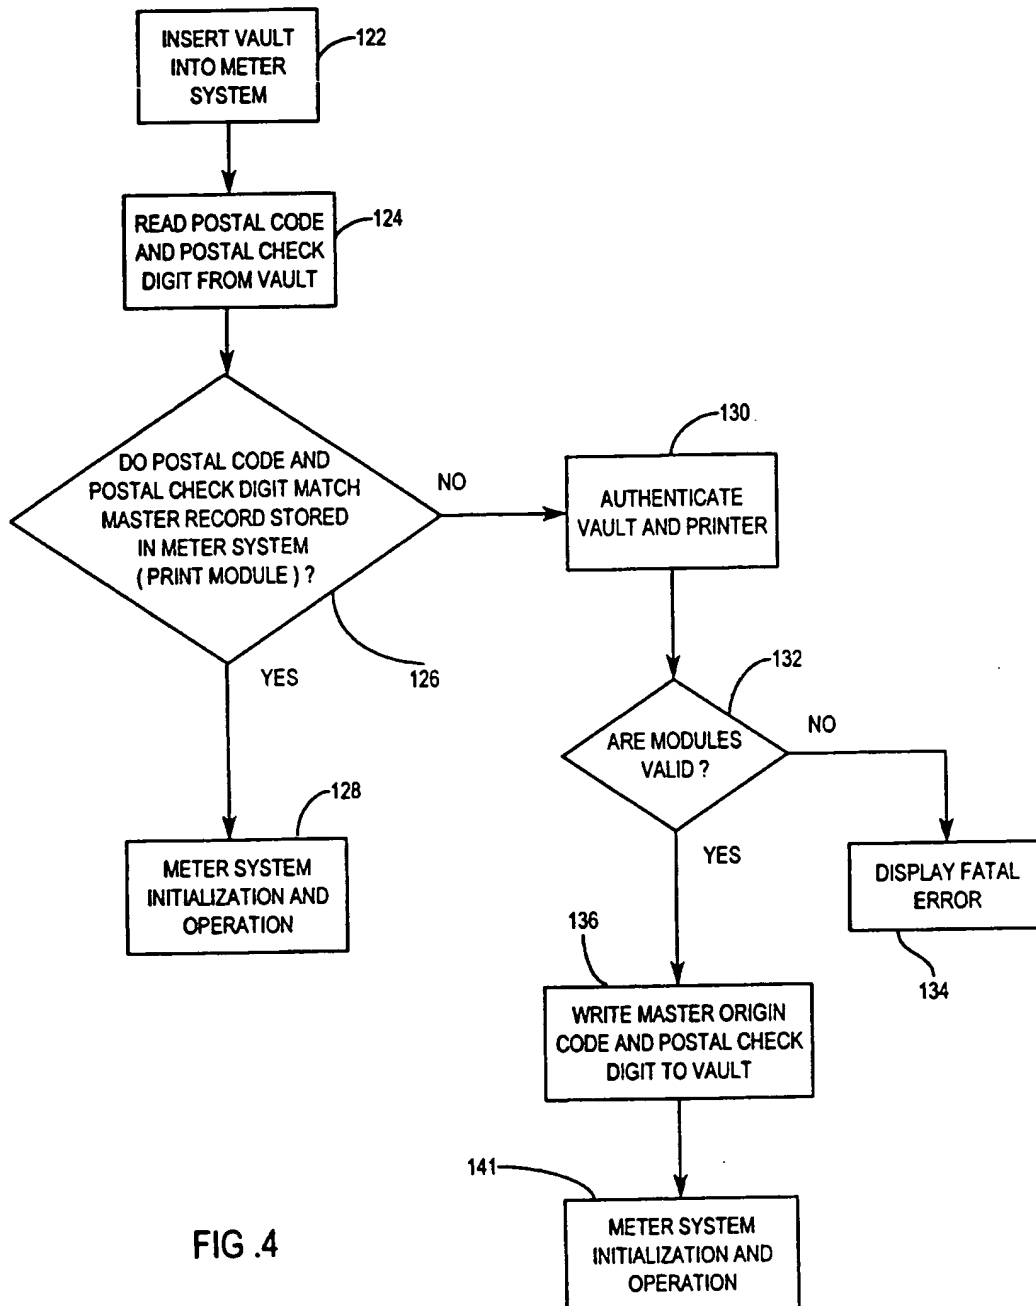 INSERT VAULT
INTO METER
SYSTEM
122
READ POSTAL CODE
AND POSTAL CHECK
DIGIT FROM VAULT
124
DO POSTAL CODE AND
POSTAL CHECK DIGIT MATCH
MASTER RECORD STORED
IN METER SYSTEM
( PRINT MODULE ) ?
126
NO
YES
130
AUTHENTICATE
VAULT AND PRINTER
132
ARE MODULES
VALID ?
NO
YES
128
METER SYSTEM
INITIALIZATION AND
OPERATION
DISPLAY FATAL
ERROR
134
136
WRITE MASTER ORIGIN
CODE AND POSTAL CHECK
DIGIT TO VAULT
141
METER SYSTEM
INITIALIZATION AND
OPERATION
FIG .4